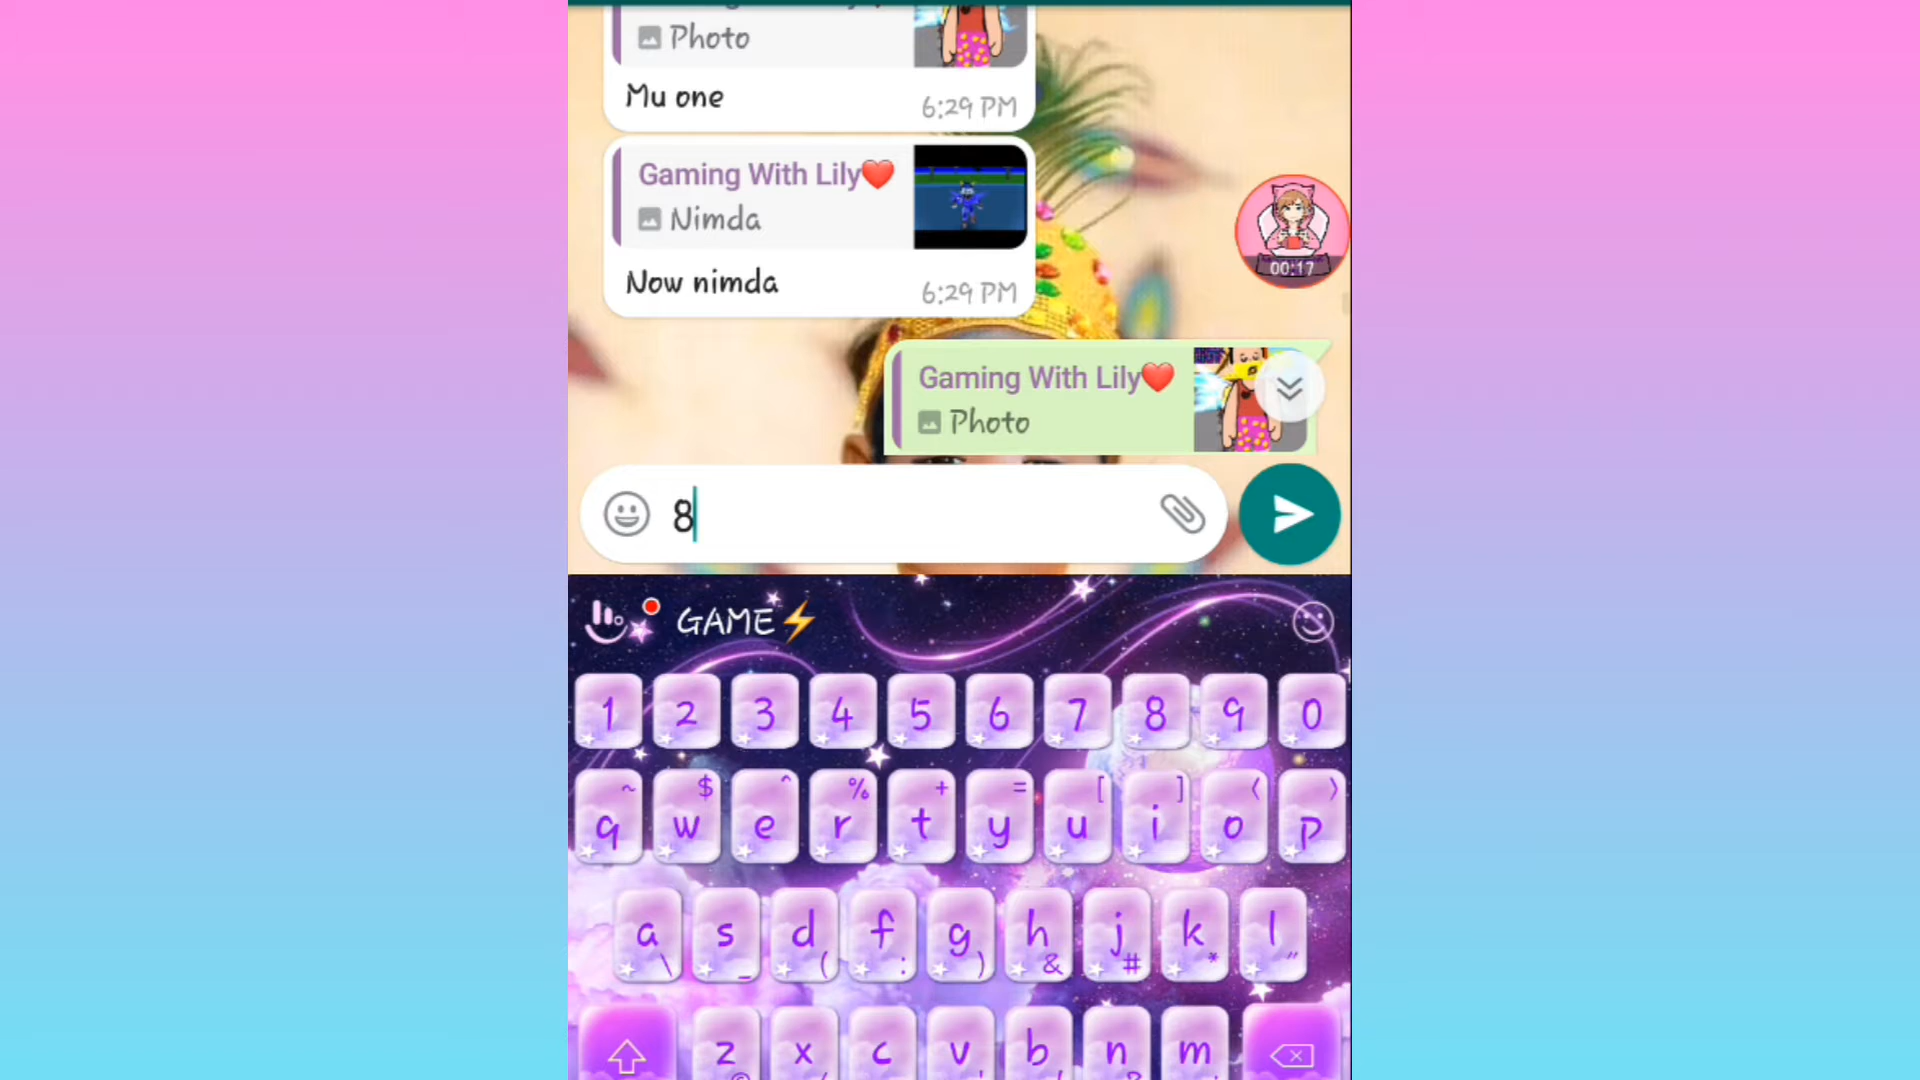 Photo
Mu one
6:29 PM
Gaming With Lily❤️
Nimda
Now nimda
6:29 PM
00:17
Gaming With Lily❤️
Photo
8
GAME⚡
1 2 3 4 5 6 7 8 9 0
~ $ ^ % + = [ ] ⟨ ⟩
q w e r t y u i o p
a s d f g h j k l
\ _ ( : ) & # * "
z x c v b n m